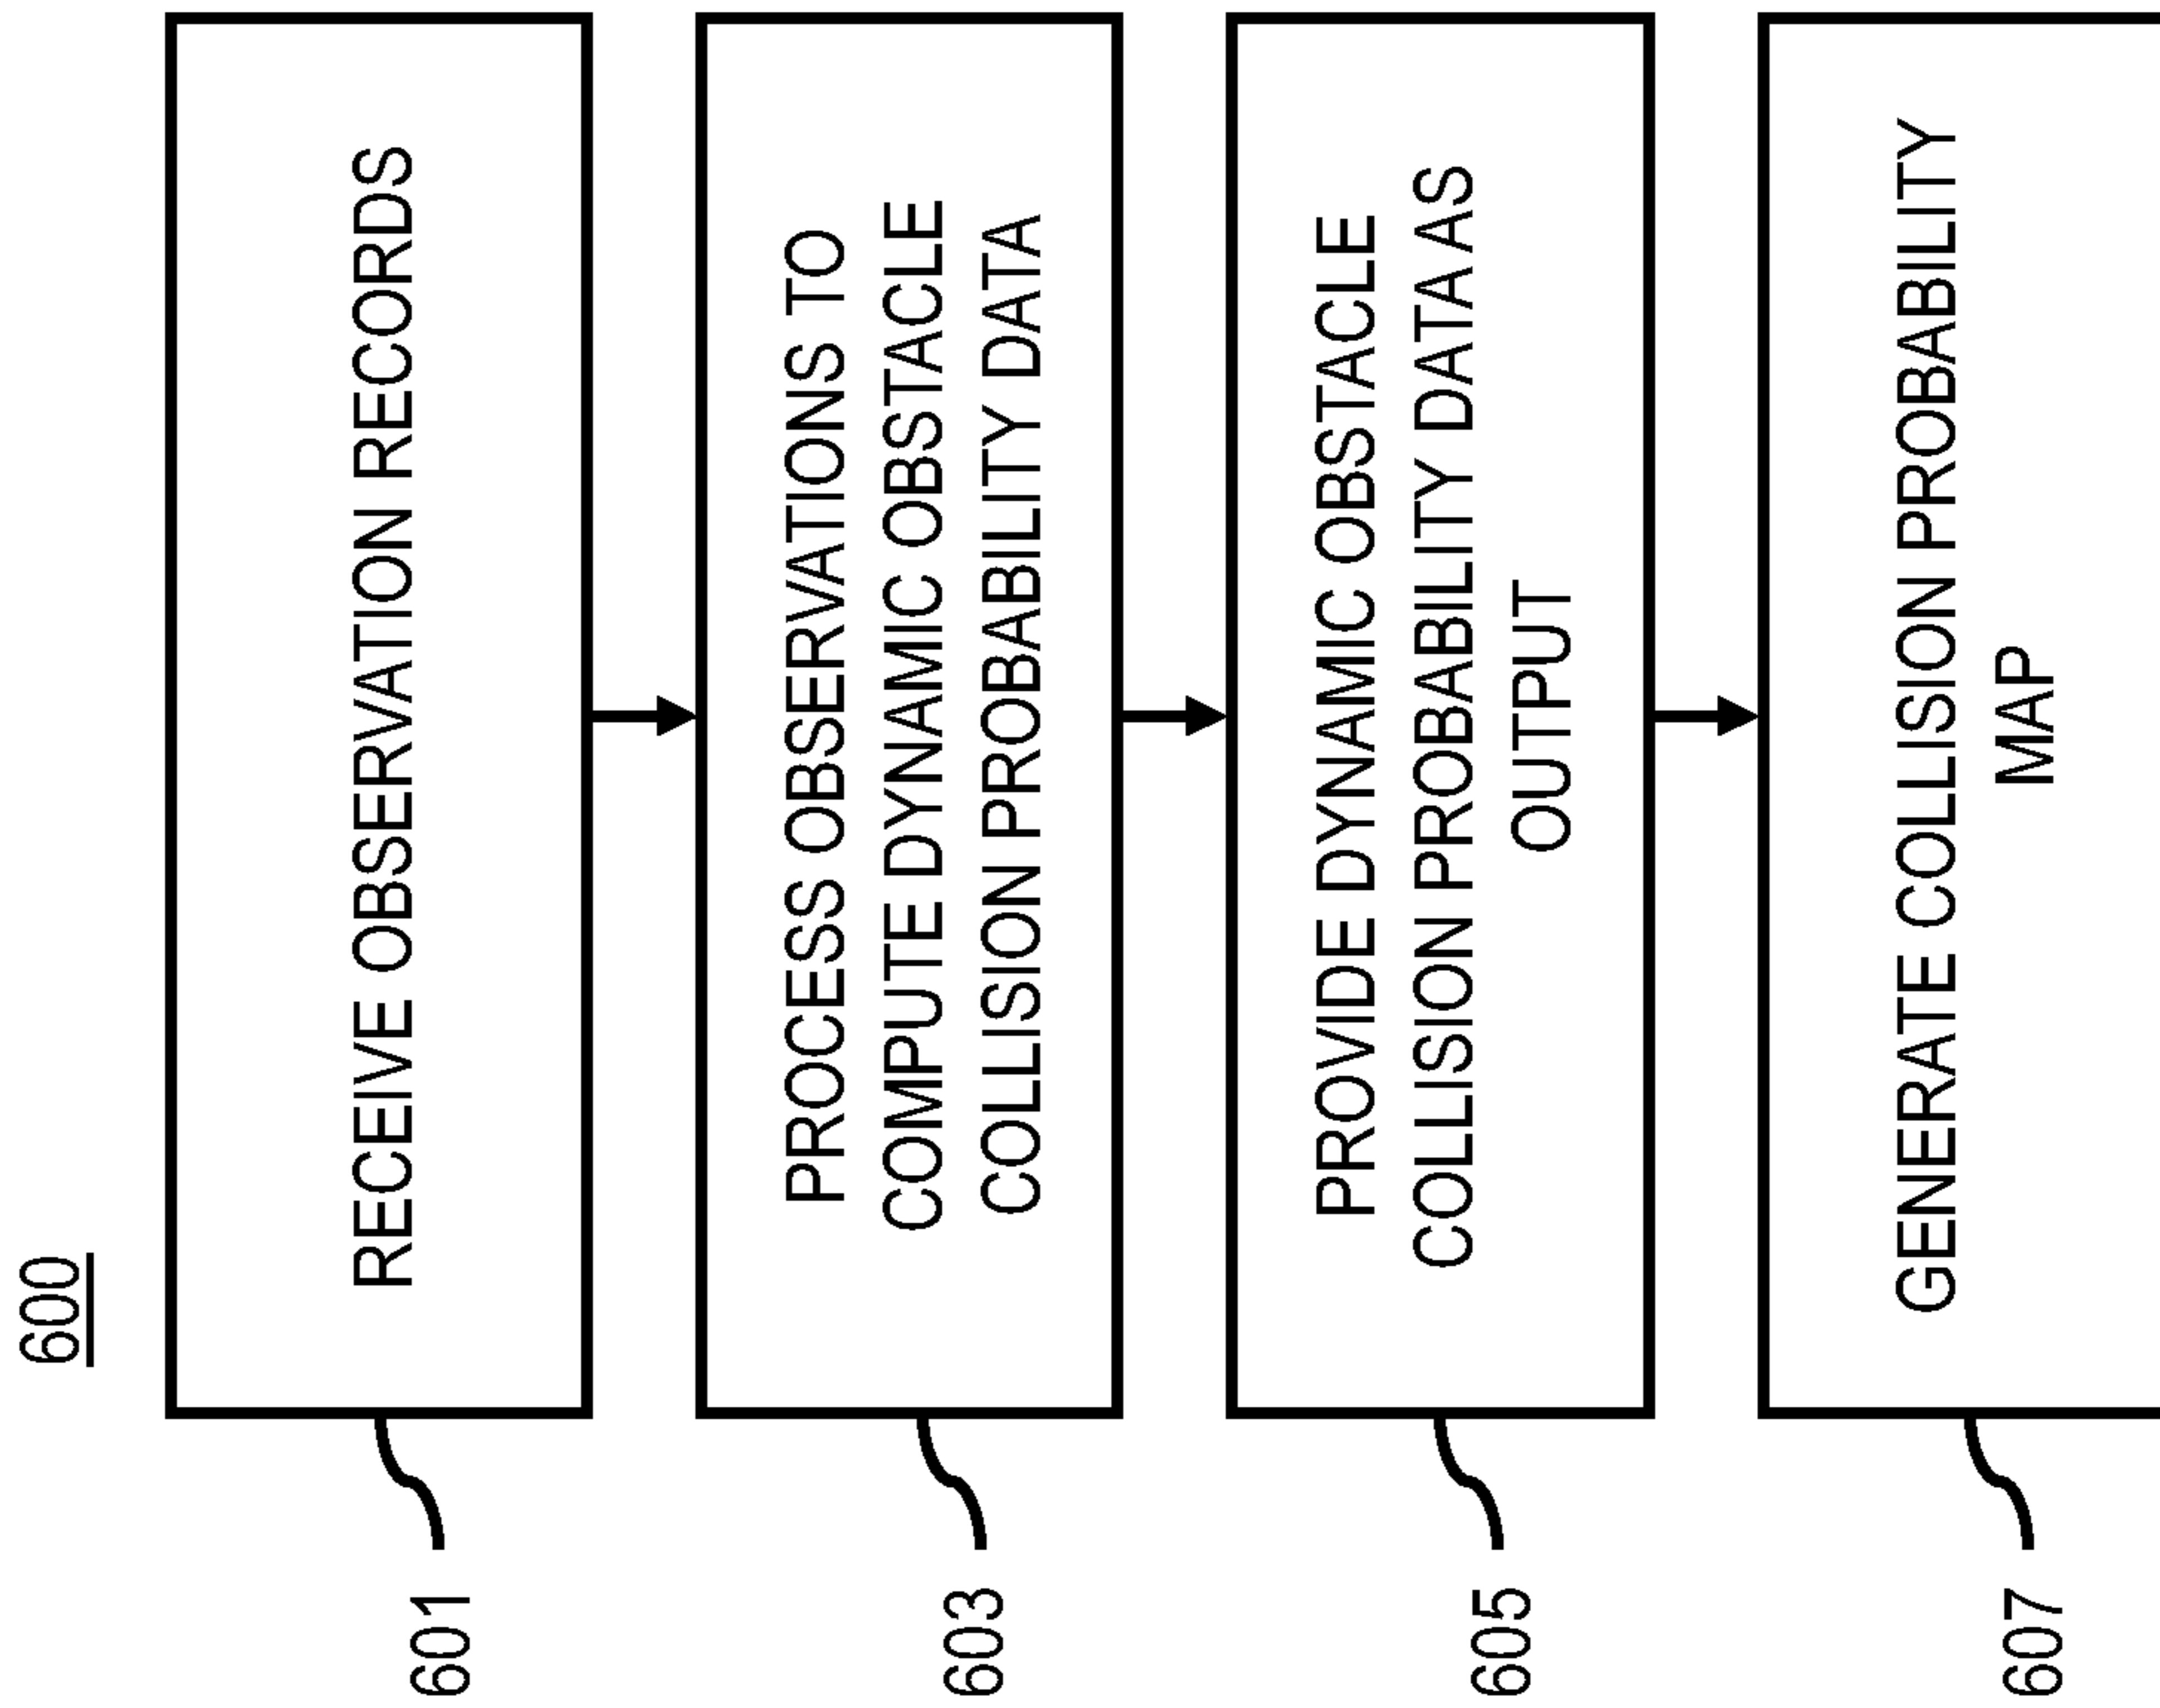 600
601
RECEIVE OBSERVATION RECORDS
603
PROCESS OBSERVATIONS TO
COMPUTE DYNAMIC OBSTACLE
COLLISION PROBABILITY DATA
605
PROVIDE DYNAMIC OBSTACLE
COLLISION PROBABILITY DATA AS
OUTPUT
607
GENERATE COLLISION PROBABILITY
MAP